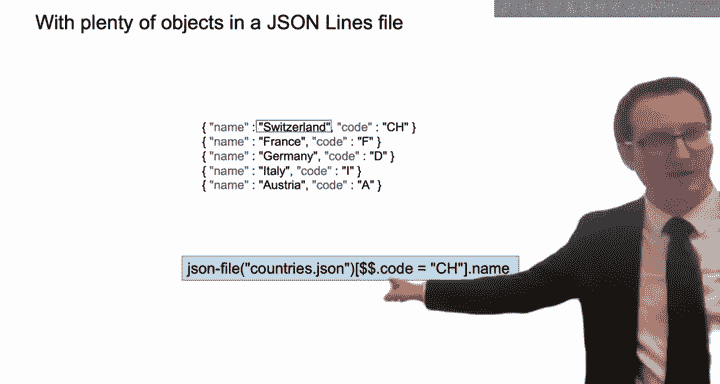 With plenty of objects in a JSON Lines file
{ "name" : "Switzerland", "code" : "CH" }
{ "name" : "France", "code" : "F" }
{ "name" : "Germany", "code" : "D" }
{ "name" : "Italy", "code" : "I" }
{ "name" : "Austria", "code" : "A" }
json-file("countries.json")[$$.code = "CH"].name